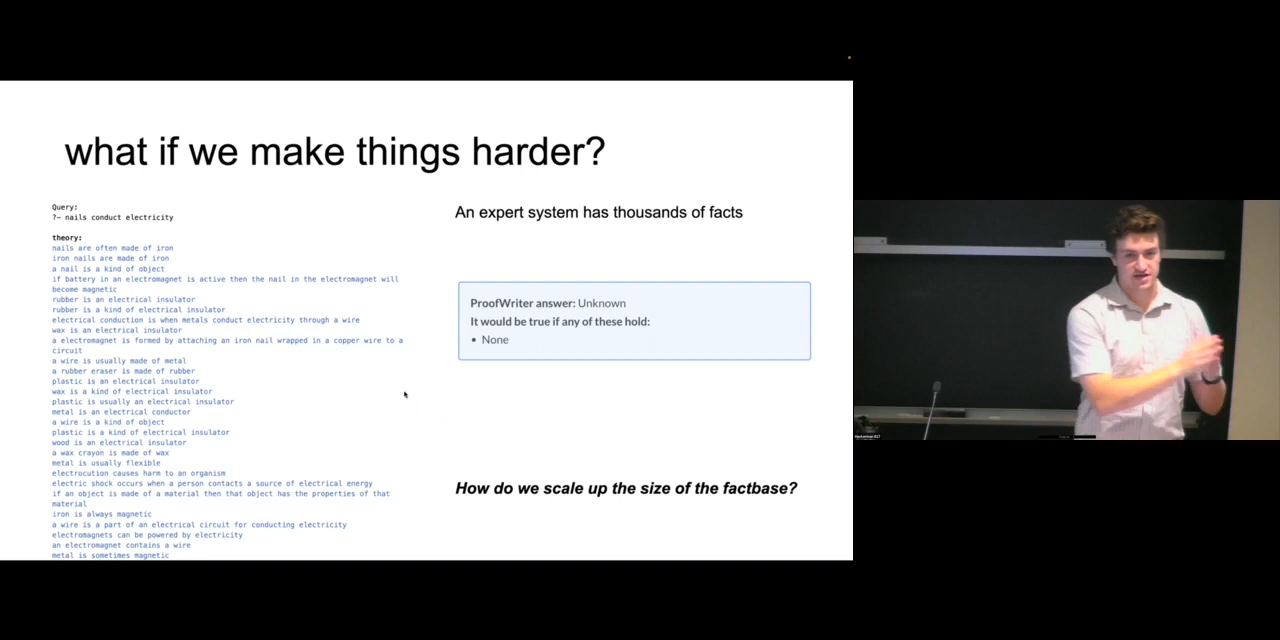 what if we make things harder?
Query:
?- nails conduct electricity
theory:
nails are often made of iron
iron nails are made of iron
a nail is a kind of object
if battery in an electromagnet is active then the nail in the electromagnet will
become magnetic
rubber is an electrical insulator
rubber is a kind of electrical insulator
electrical conduction is when metals conduct electricity through a wire
wax is an electrical insulator
a electromagnet is formed by attaching an iron nail wrapped in a copper wire to a
circuit
a wire is usually made of metal
a rubber eraser is made of rubber
plastic is an electrical insulator
wax is a kind of electrical insulator
plastic is usually an electrical insulator
metal is an electrical conductor
a wire is a kind of object
plastic is a kind of electrical insulator
wood is an electrical insulator
a wax crayon is made of wax
metal is usually flexible
electrocution causes harm to an organism
electric shock occurs when a person contacts a source of electrical energy
if an object is made of a material then that object has the properties of that
material
iron is always magnetic
a wire is a part of an electrical circuit for conducting electricity
electromagnets can be powered by electricity
an electromagnet contains a wire
metal is sometimes magnetic
An expert system has thousands of facts
ProofWriter answer: Unknown
It would be true if any of these hold:
• None
How do we scale up the size of the factbase?